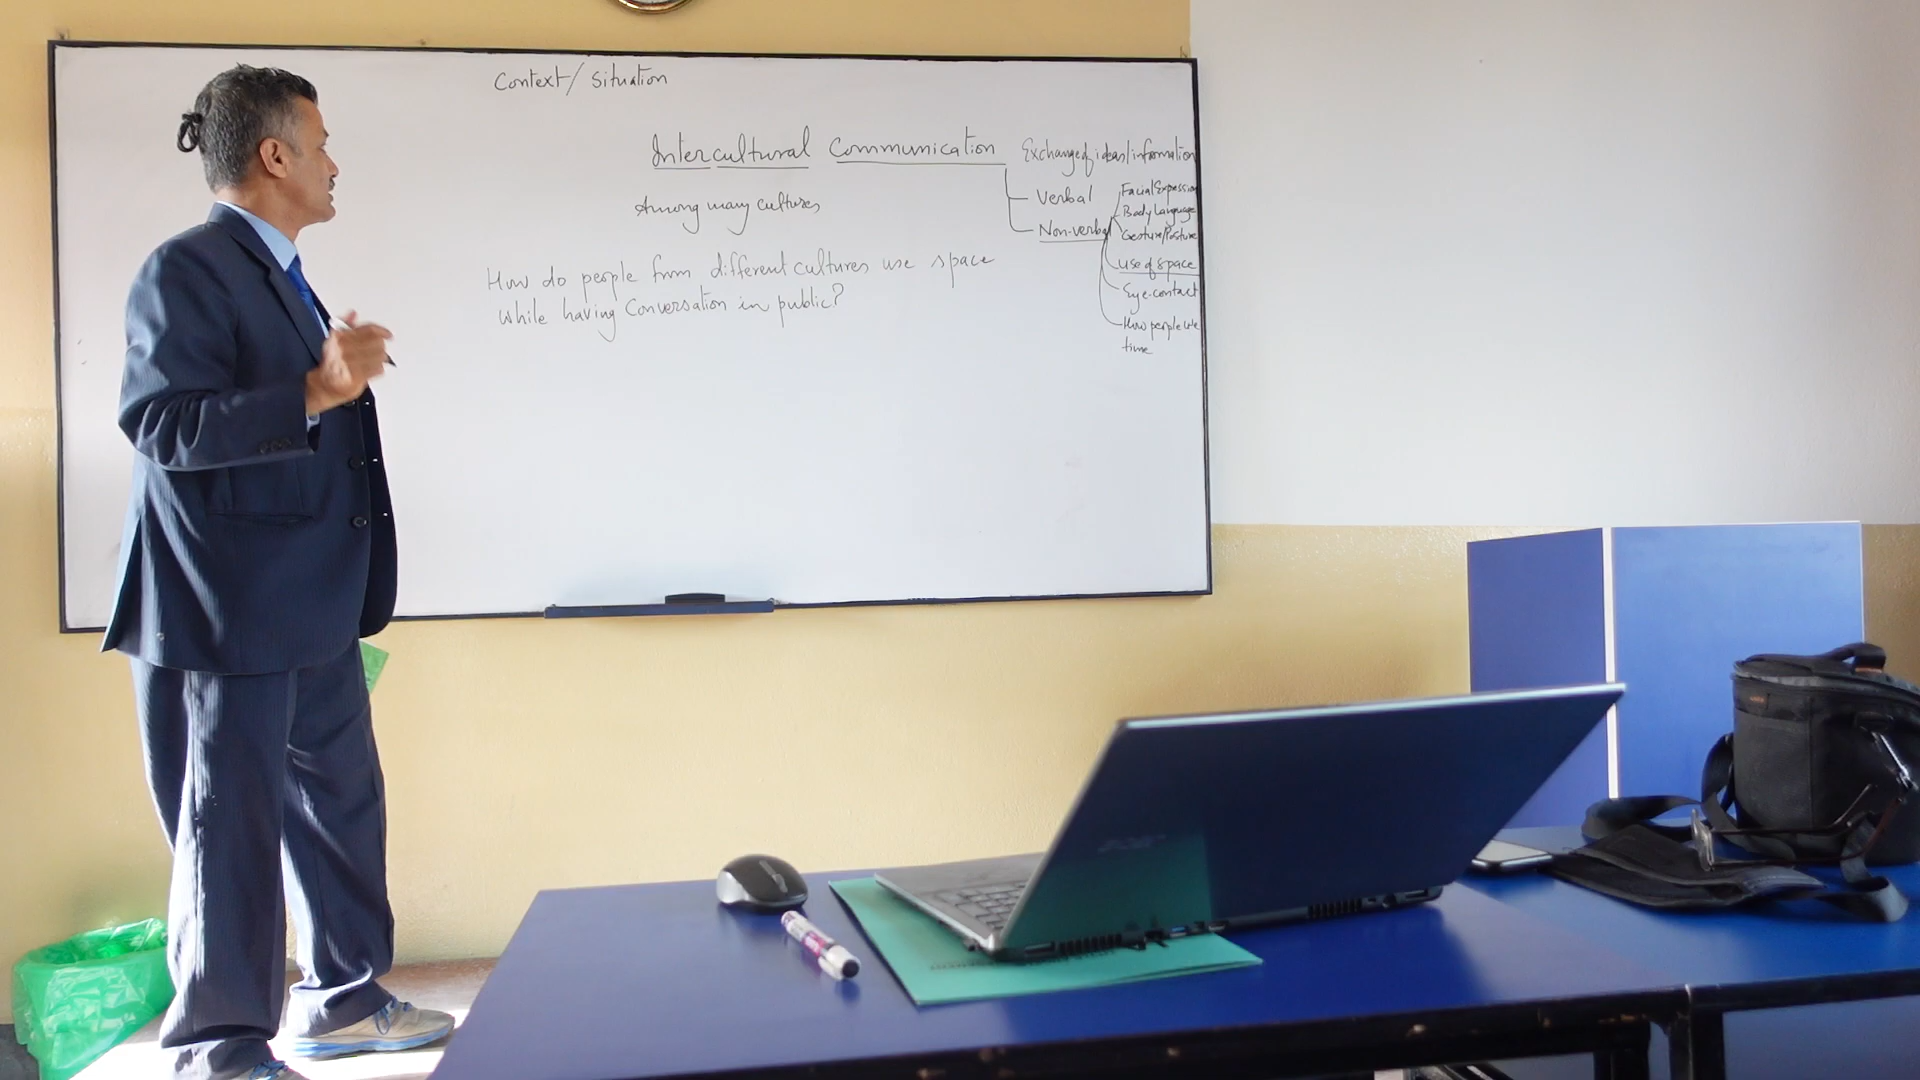 Context/ Situation
Intercultural Communication
Exchange of ideas/information
Among many cultures
Verbal
Non-verbal
Facial Expression
Body Language
Gesture/Posture
Use of space
Eye-contact
How people use
time
How do people from different cultures use space
while having Conversation in public?